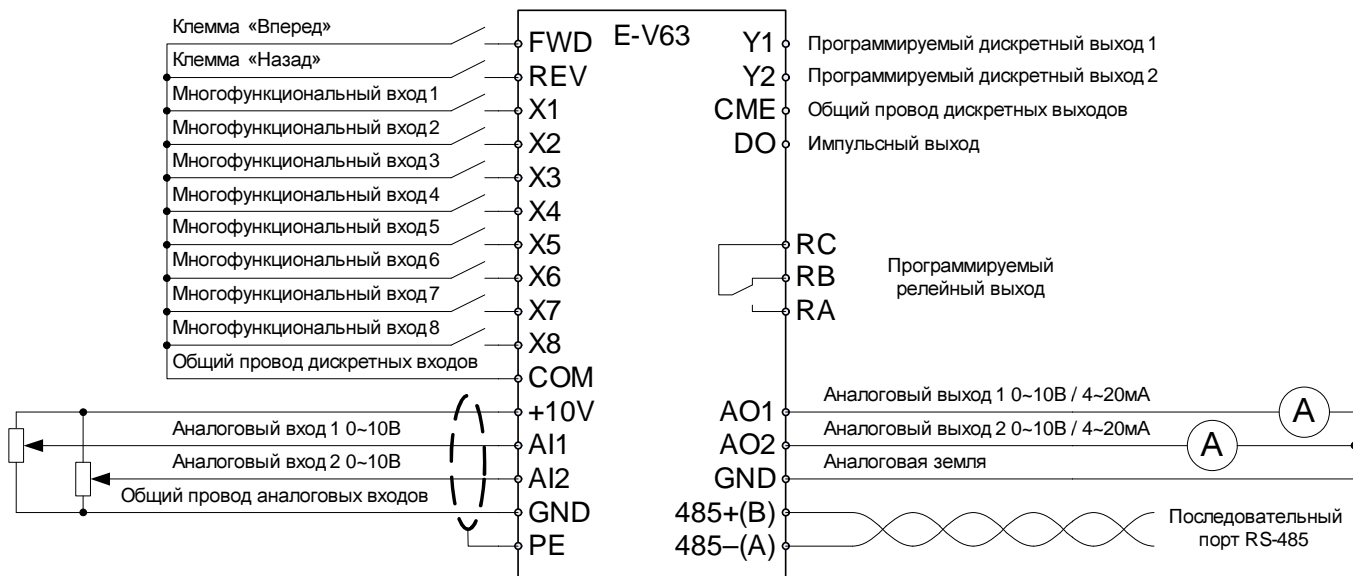 Клемма «Вперед»
FWD
E-V63
Y1
Программируемый дискретный выход 1
Клемма «Назад»
REV
Y2
Программируемый дискретный выход 2
Многофункциональный вход 1
X1
CME
Общий провод дискретных выходов
Многофункциональный вход 2
X2
DO
Импульсный выход
Многофункциональный вход 3
X3
Многофункциональный вход 4
X4
Многофункциональный вход 5
X5
RC
Многофункциональный вход 6
X6
RB
Программируемый
релейный выход
Многофункциональный вход 7
X7
RA
Многофункциональный вход 8
X8
Общий провод дискретных входов
COM
+10V
AO1
Аналоговый выход 1 0~10В / 4~20мА
A
Аналоговый вход 1 0~10В
AI1
AO2
Аналоговый выход 2 0~10В / 4~20мА
A
Аналоговый вход 2 0~10В
AI2
GND
Аналоговая земля
Общий провод аналоговых входов
GND
485+(B)
Последовательный
порт RS-485
PE
485–(A)